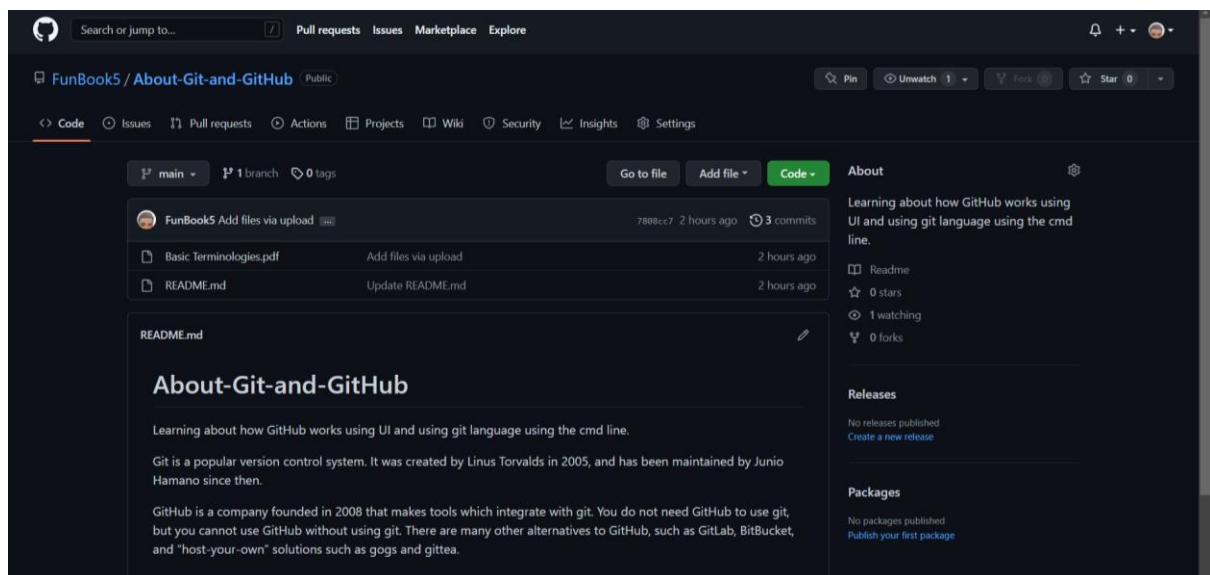 Search or jump to... / Pull requests Issues Marketplace Explore
FunBook5 / About-Git-and-GitHub Public Pin Unwatch 1 Fork 0 Star 0
<> Code Issues Pull requests Actions Projects Wiki Security Insights Settings
main 1 branch 0 tags Go to file Add file Code
FunBook5 Add files via upload ... 7808cc7 2 hours ago 3 commits
Basic Terminologies.pdf Add files via upload 2 hours ago
README.md Update README.md 2 hours ago
README.md
About-Git-and-GitHub
Learning about how GitHub works using UI and using git language using the cmd line.
Git is a popular version control system. It was created by Linus Torvalds in 2005, and has been maintained by Junio
Hamano since then.
GitHub is a company founded in 2008 that makes tools which integrate with git. You do not need GitHub to use git,
but you cannot use GitHub without using git. There are many other alternatives to GitHub, such as GitLab, BitBucket,
and "host-your-own" solutions such as gogs and gittea.
About
Learning about how GitHub works using
UI and using git language using the cmd
line.
Readme
0 stars
1 watching
0 forks
Releases
No releases published
Create a new release
Packages
No packages published
Publish your first package